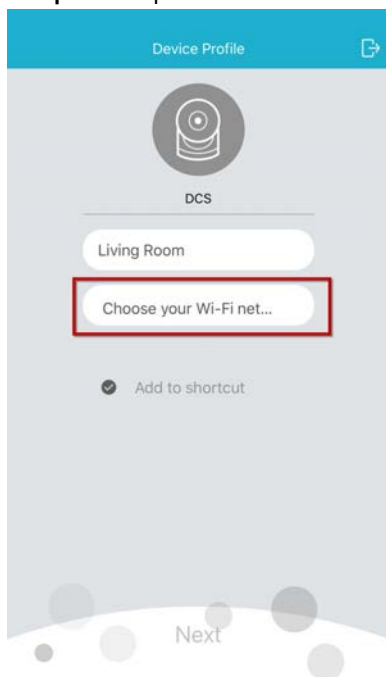 Device Profile
DCS
Living Room
Choose your Wi-Fi net...
Add to shortcut
Next